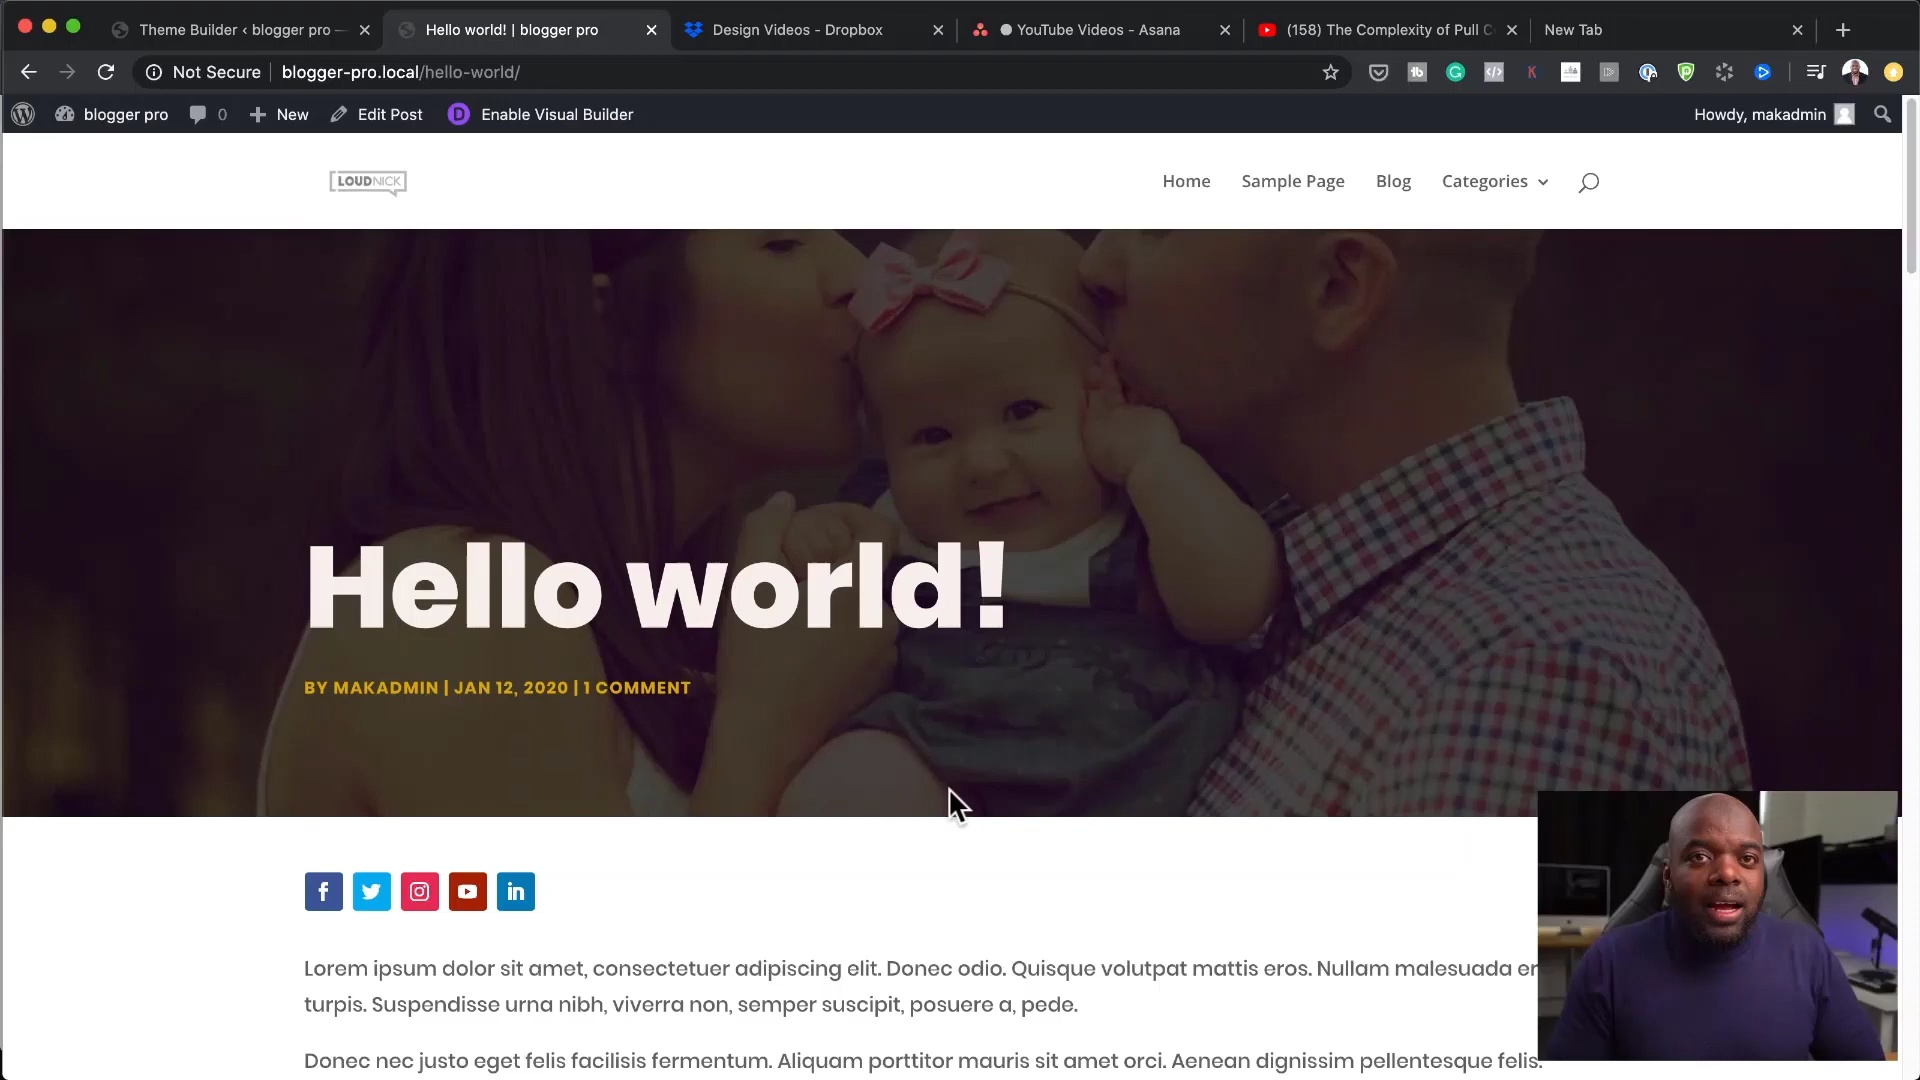 Theme Builder ‹ blogger pro —
Hello world! | blogger pro
Design Videos - Dropbox
YouTube Videos - Asana
(158) The Complexity of Pull C
New Tab
Not Secure
blogger-pro.local/hello-world/
blogger pro
0
New
Edit Post
Enable Visual Builder
Howdy, makadmin
LOUDNICK
Home
Sample Page
Blog
Categories
Hello world!
BY MAKADMIN | JAN 12, 2020 | 1 COMMENT
Lorem ipsum dolor sit amet, consectetuer adipiscing elit. Donec odio. Quisque volutpat mattis eros. Nullam malesuada er
turpis. Suspendisse urna nibh, viverra non, semper suscipit, posuere a, pede.
Donec nec justo eget felis facilisis fermentum. Aliquam porttitor mauris sit amet orci. Aenean dignissim pellentesque felis.